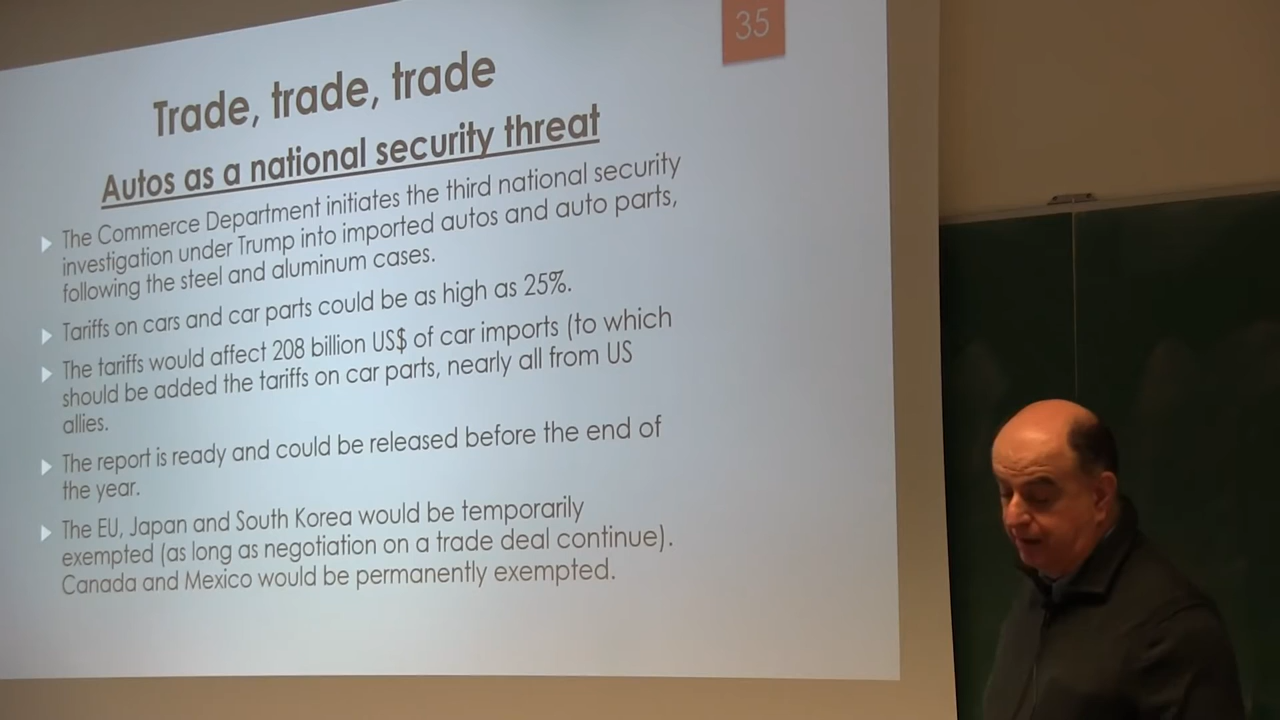 35
Trade, trade, trade
Autos as a national security threat
The Commerce Department initiates the third national security
investigation under Trump into imported autos and auto parts,
following the steel and aluminum cases.
Tariffs on cars and car parts could be as high as 25%.
The tariffs would affect 208 billion US$ of car imports (to which
should be added the tariffs on car parts, nearly all from US
allies.
The report is ready and could be released before the end of
the year.
The EU, Japan and South Korea would be temporarily
exempted (as long as negotiation on a trade deal continue).
Canada and Mexico would be permanently exempted.